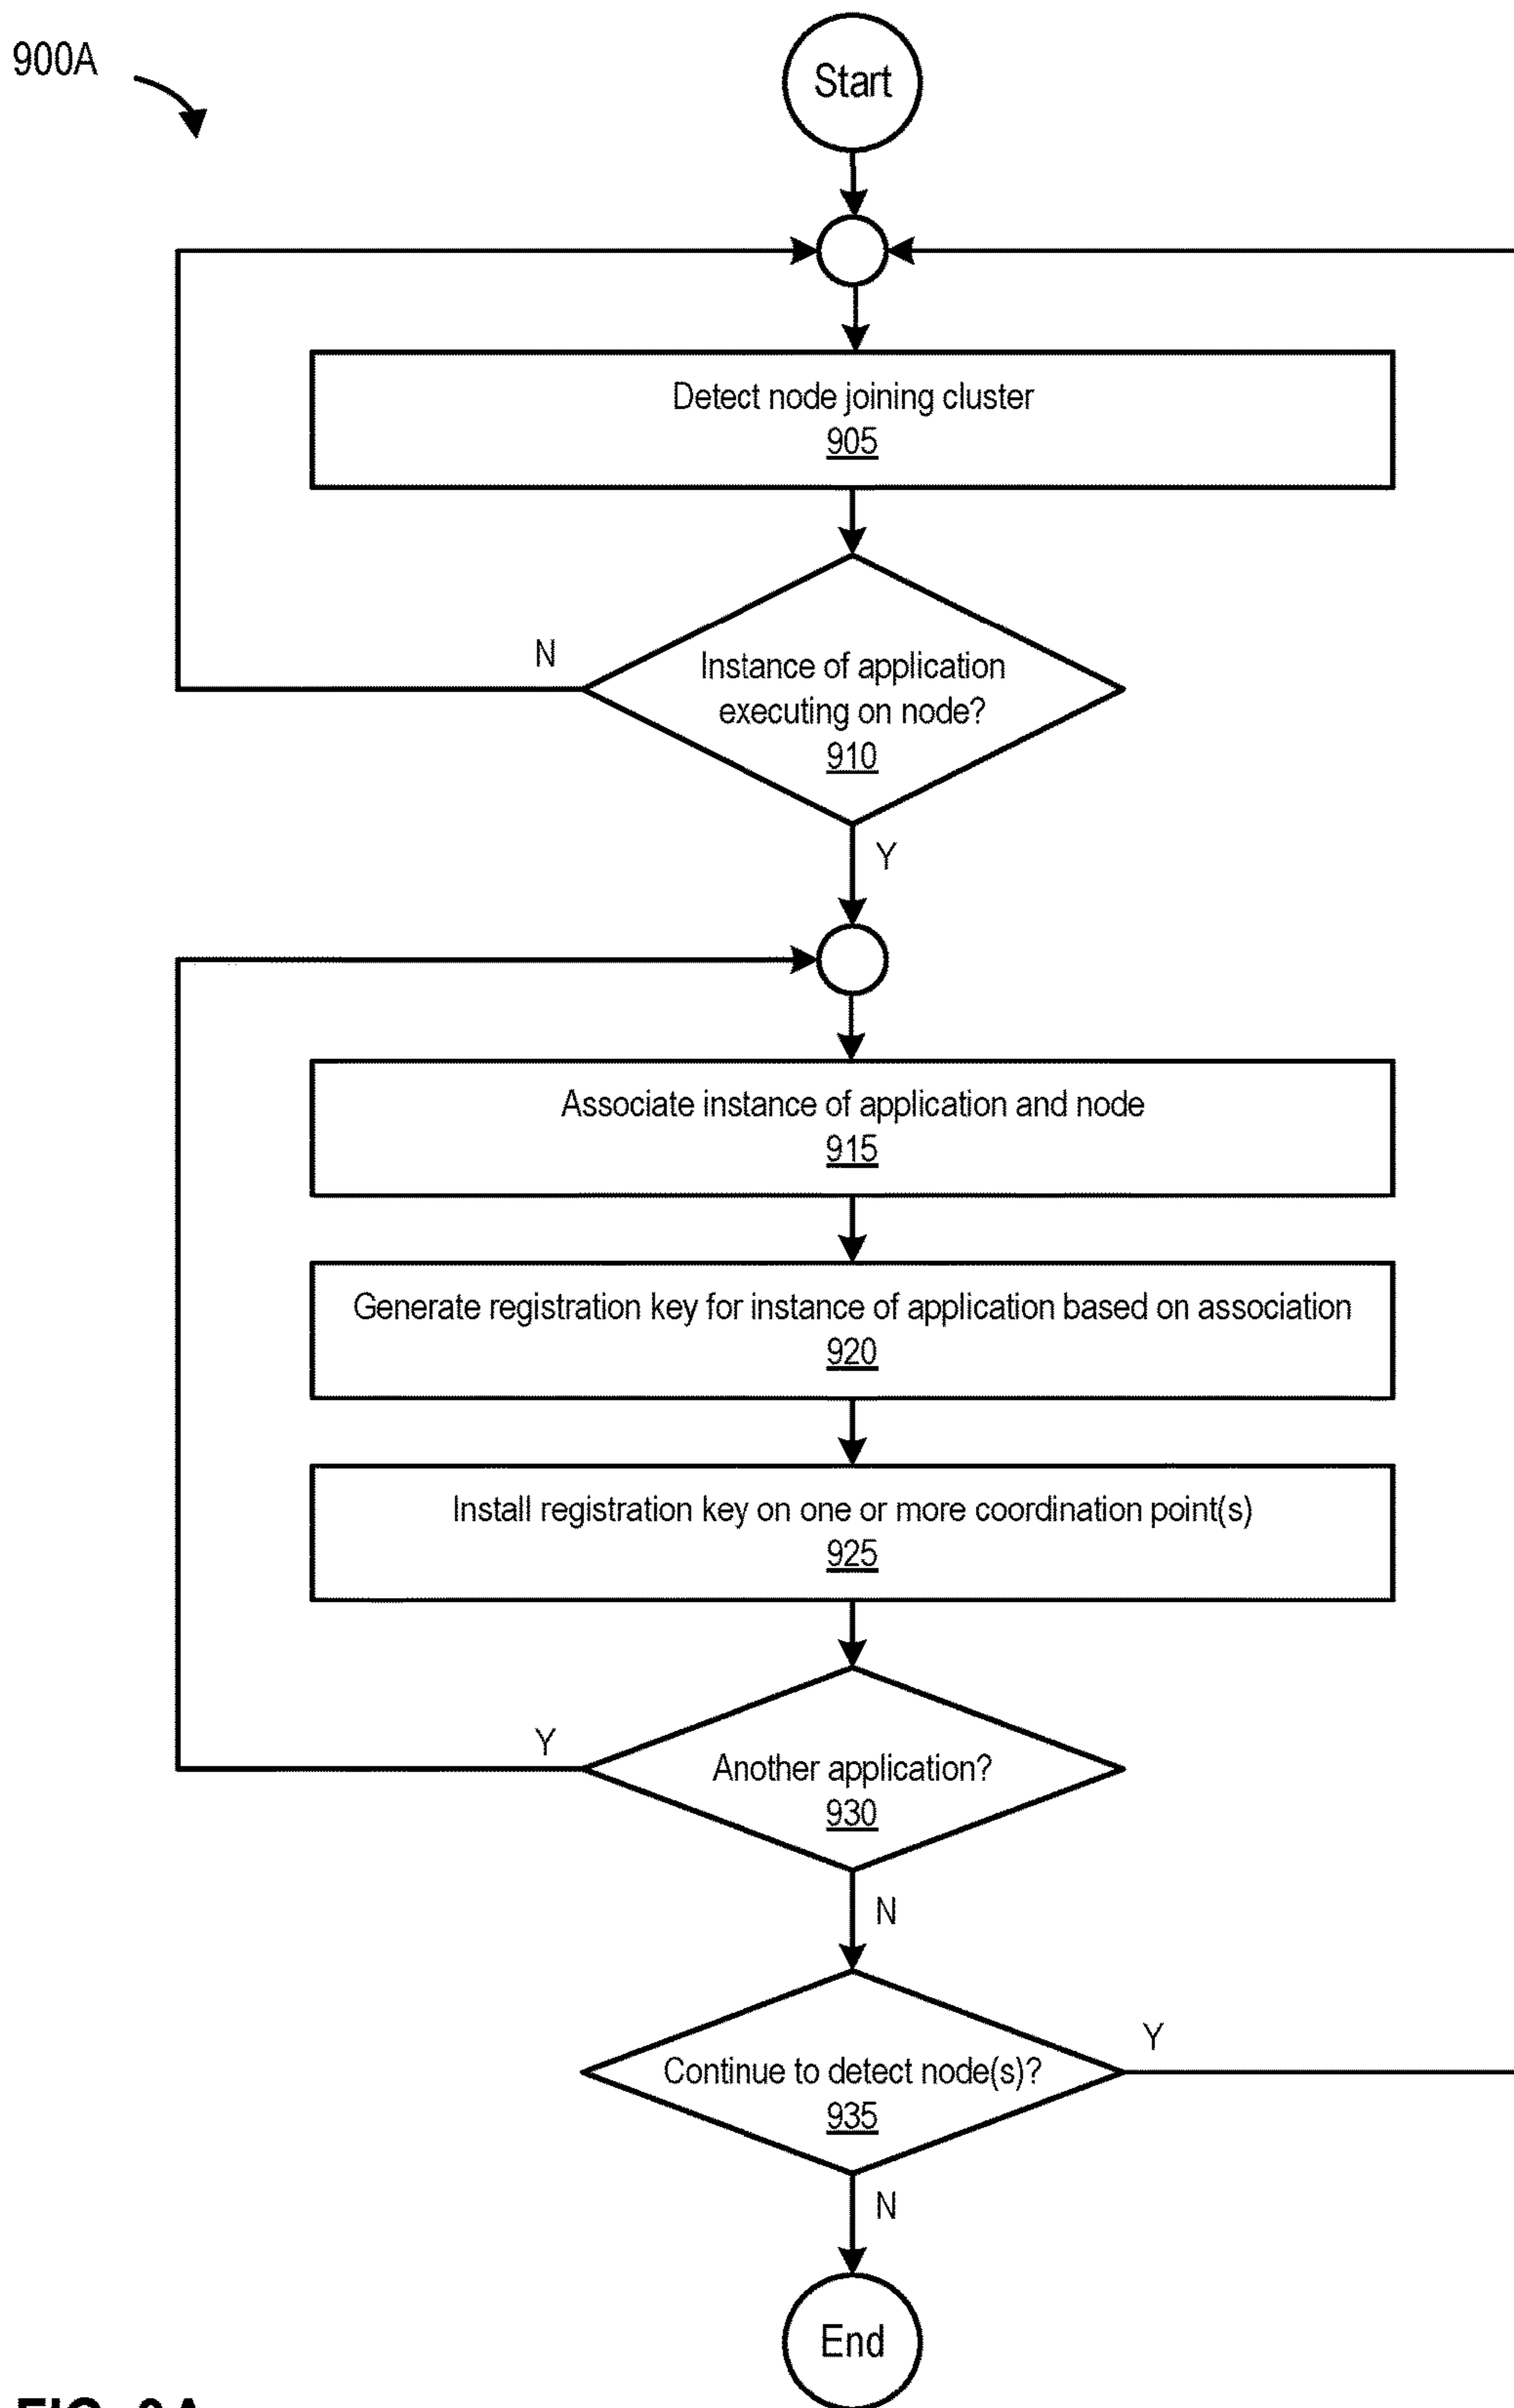 900A
Start
Detect node joining cluster
905
N
Instance of application
executing on node?
910
Y
Associate instance of application and node
915
Generate registration key for instance of application based on association
920
Install registration key on one or more coordination point(s)
925
Y
Another application?
930
N
Y
Continue to detect node(s)?
935
N
End